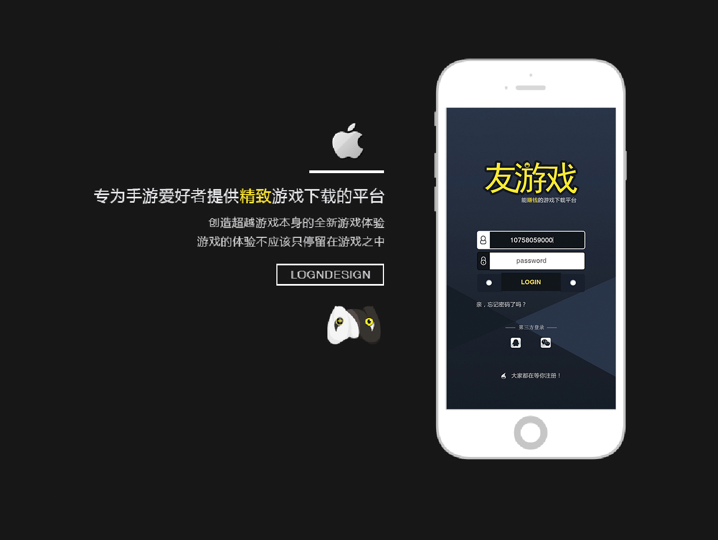 专为手游爱好者提供精致游戏下载的平台
创造超越游戏本身的全新游戏体验
游戏的体验不应该只停留在游戏之中
LOGNDESIGN
友游戏
能赚钱的游戏下载平台
10758059000
password
LOGIN
亲，忘记密码了吗？
第三方登录
大家都在等你注册！